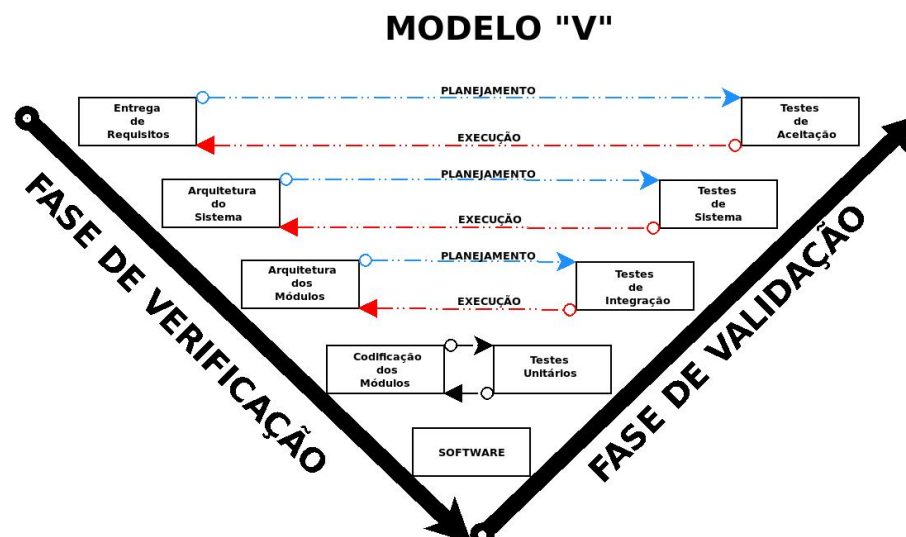 MODELO "V"
PLANEJAMENTO
Entrega
de
Requisitos
Testes
de
Aceitação
EXECUÇÃO
PLANEJAMENTO
Arquitetura
do
Sistema
Testes
de
Sistema
EXECUÇÃO
PLANEJAMENTO
Arquitetura
dos
Módulos
Testes
de
Integração
EXECUÇÃO
Codificação
dos
Módulos
Testes
Unitários
SOFTWARE
FASE DE VERIFICAÇÃO
FASE DE VALIDAÇÃO